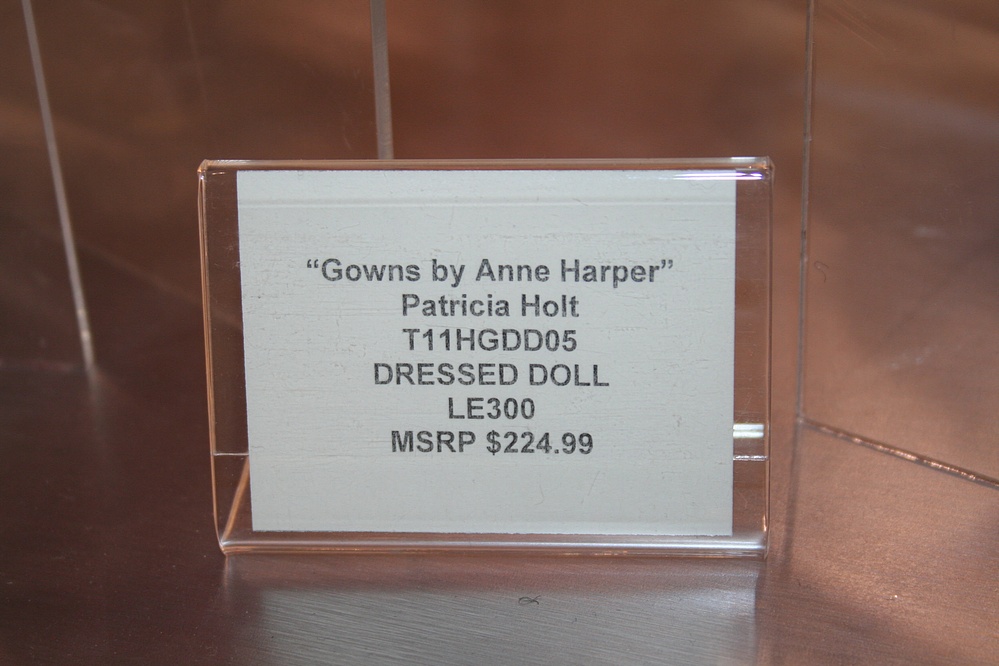 “Gowns by Anne Harper”
Patricia Holt
T11HGDD05
DRESSED DOLL
LE300
MSRP $224.99